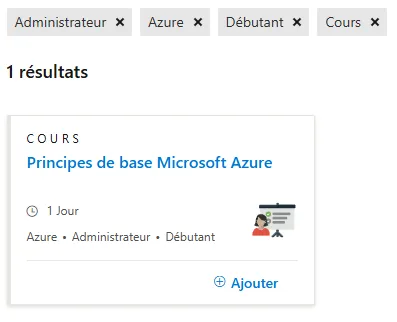 Administrateur × Azure × Débutant × Cours ×
1 résultats
COURS
Principes de base Microsoft Azure
1 Jour
Azure • Administrateur • Débutant
Ajouter